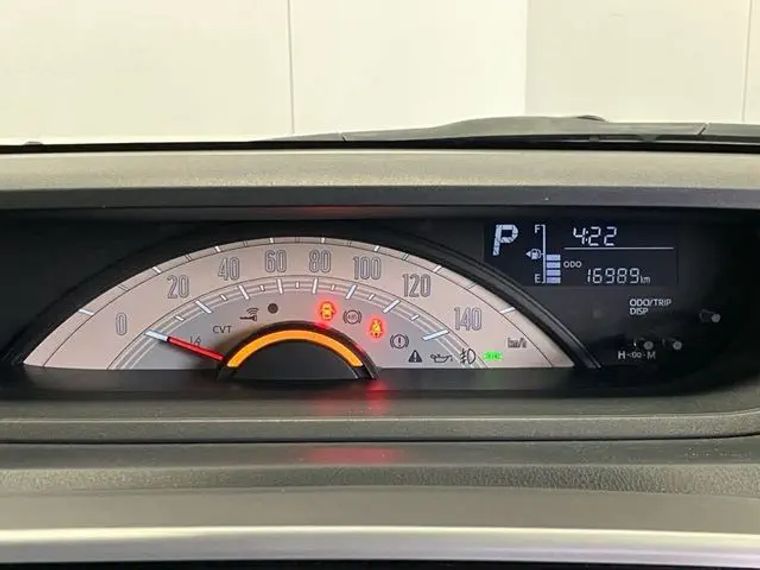 0 20 40 60 80 100 120 140
CVT
km/h
P
F
E
4:22
ODO
16989km
ODO/TRIP
DISP
H M